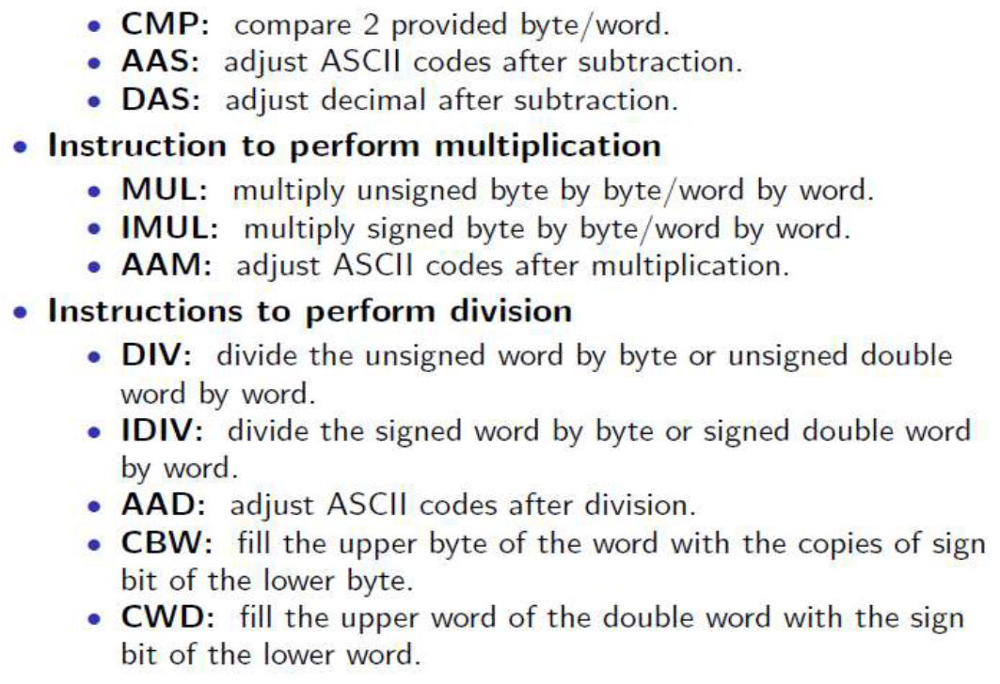 • CMP: compare 2 provided byte/word.
• AAS: adjust ASCII codes after subtraction.
• DAS: adjust decimal after subtraction.
• Instruction to perform multiplication
• MUL: multiply unsigned byte by byte/word by word.
• IMUL: multiply signed byte by byte/word by word.
• AAM: adjust ASCII codes after multiplication.
• Instructions to perform division
• DIV: divide the unsigned word by byte or unsigned double
word by word.
• IDIV: divide the signed word by byte or signed double word
by word.
• AAD: adjust ASCII codes after division.
• CBW: fill the upper byte of the word with the copies of sign
bit of the lower byte.
• CWD: fill the upper word of the double word with the sign
bit of the lower word.